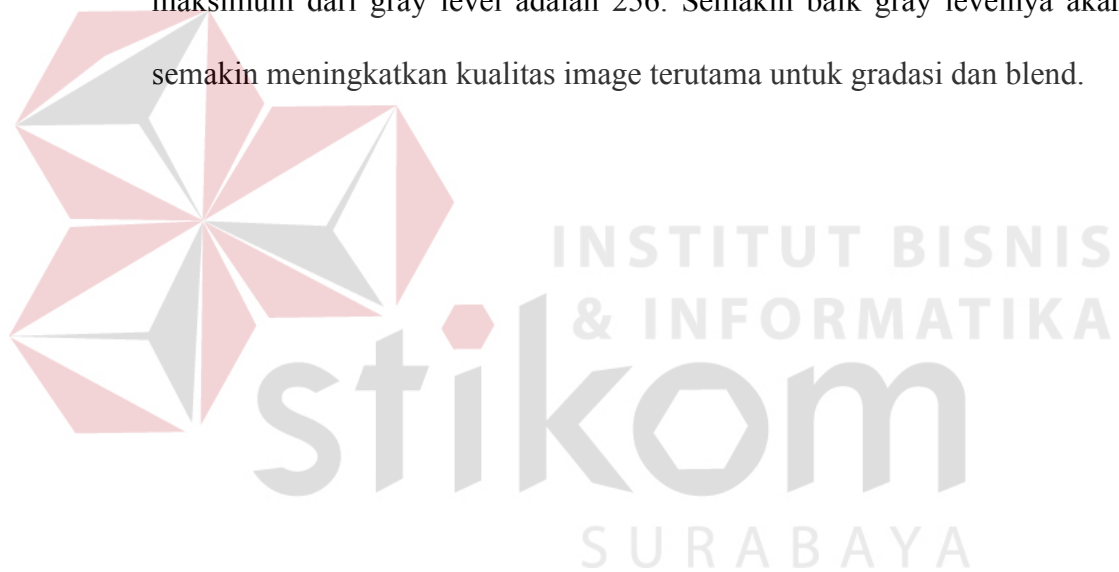 maksimum dari gray level adalah 256. Semakin baik gray levelnya akan
semakin meningkatkan kualitas image terutama untuk gradasi dan blend.
INSTITUT BISNIS
& INFORMATIKA
stikom
SURABAYA